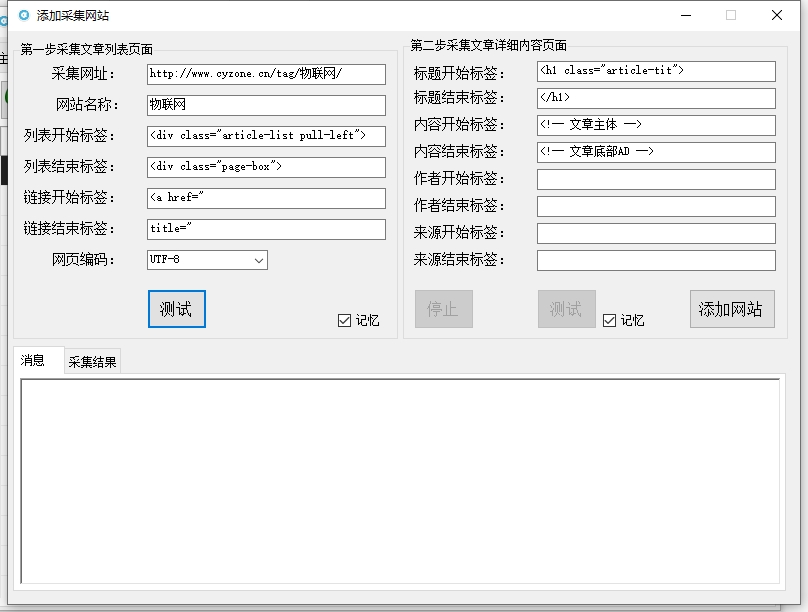 添加采集网站
第一步采集文章列表页面
采集网址：
http://www.cyzone.cn/tag/物联网/
网站名称：
物联网
列表开始标签：
<div class="article-list pull-left">
列表结束标签：
<div class="page-box">
链接开始标签：
<a href="
链接结束标签：
title="
网页编码：
UTF-8
测试
记忆
第二步采集文章详细内容页面
标题开始标签：
<h1 class="article-tit">
标题结束标签：
</h1>
内容开始标签：
<!-- 文章主体 -->
内容结束标签：
<!-- 文章底部AD -->
作者开始标签：
作者结束标签：
来源开始标签：
来源结束标签：
停止
测试
记忆
添加网站
消息
采集结果